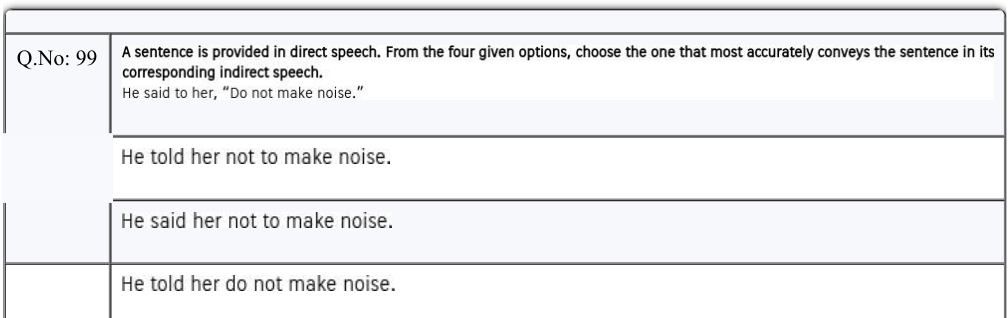 Q.No: 99
A sentence is provided in direct speech. From the four given options, choose the one that most accurately conveys the sentence in its
corresponding indirect speech.
He said to her, “Do not make noise.”
He told her not to make noise.
He said her not to make noise.
He told her do not make noise.